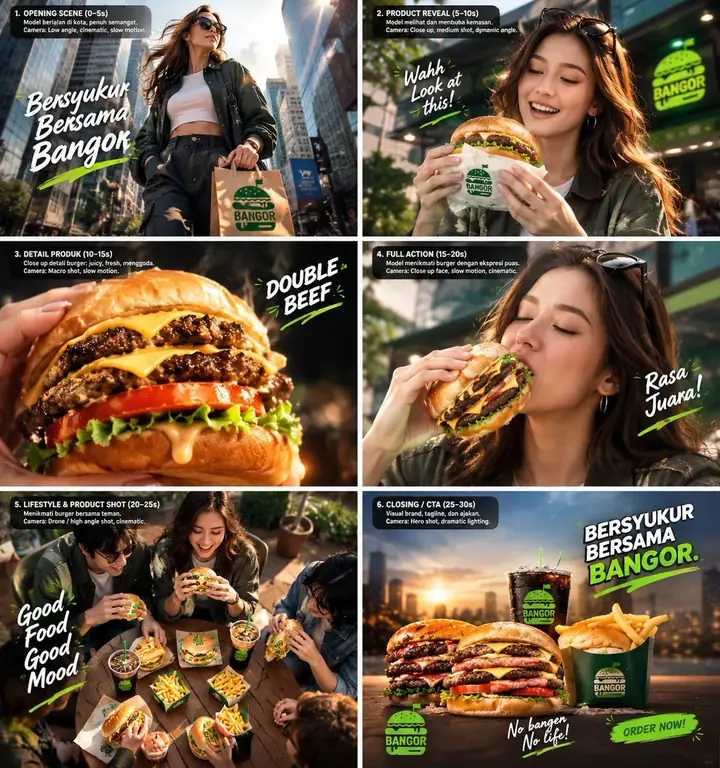 1. OPENING SCENE (0–5s)
Model berjalan di kota, penuh semangat.
Camera: Low angle, cinematic, slow motion.
Bersyukur
Bersama
Bangor
BANGOR
2. PRODUCT REVEAL (5–10s)
Model melihat dan membuka kemasan.
Camera: Close up, medium shot, dynamic angle.
Wahh
Look at
this!
BANGOR
BANGOR
3. DETAIL PRODUK (10–15s)
Close up detail burger: juicy, fresh, menggoda.
Camera: Macro shot, slow motion.
DOUBLE
BEEF
4. FULL ACTION (15–20s)
Model menikmati burger dengan ekspresi puas.
Camera: Close up face, slow motion, cinematic.
Rasa
Juara!
5. LIFESTYLE & PRODUCT SHOT (20–25s)
Menikmati burger bersama teman.
Camera: Drone / high angle shot, cinematic.
Good
Food
Good
Mood
6. CLOSING / CTA (25–30s)
Visual brand, tagline, dan ajakan.
Camera: Hero shot, dramatic lighting.
BERSYUKUR
BERSAMA
BANGOR.
BANGOR
BANGOR
BANGOR
No bangen
No life!
ORDER NOW!